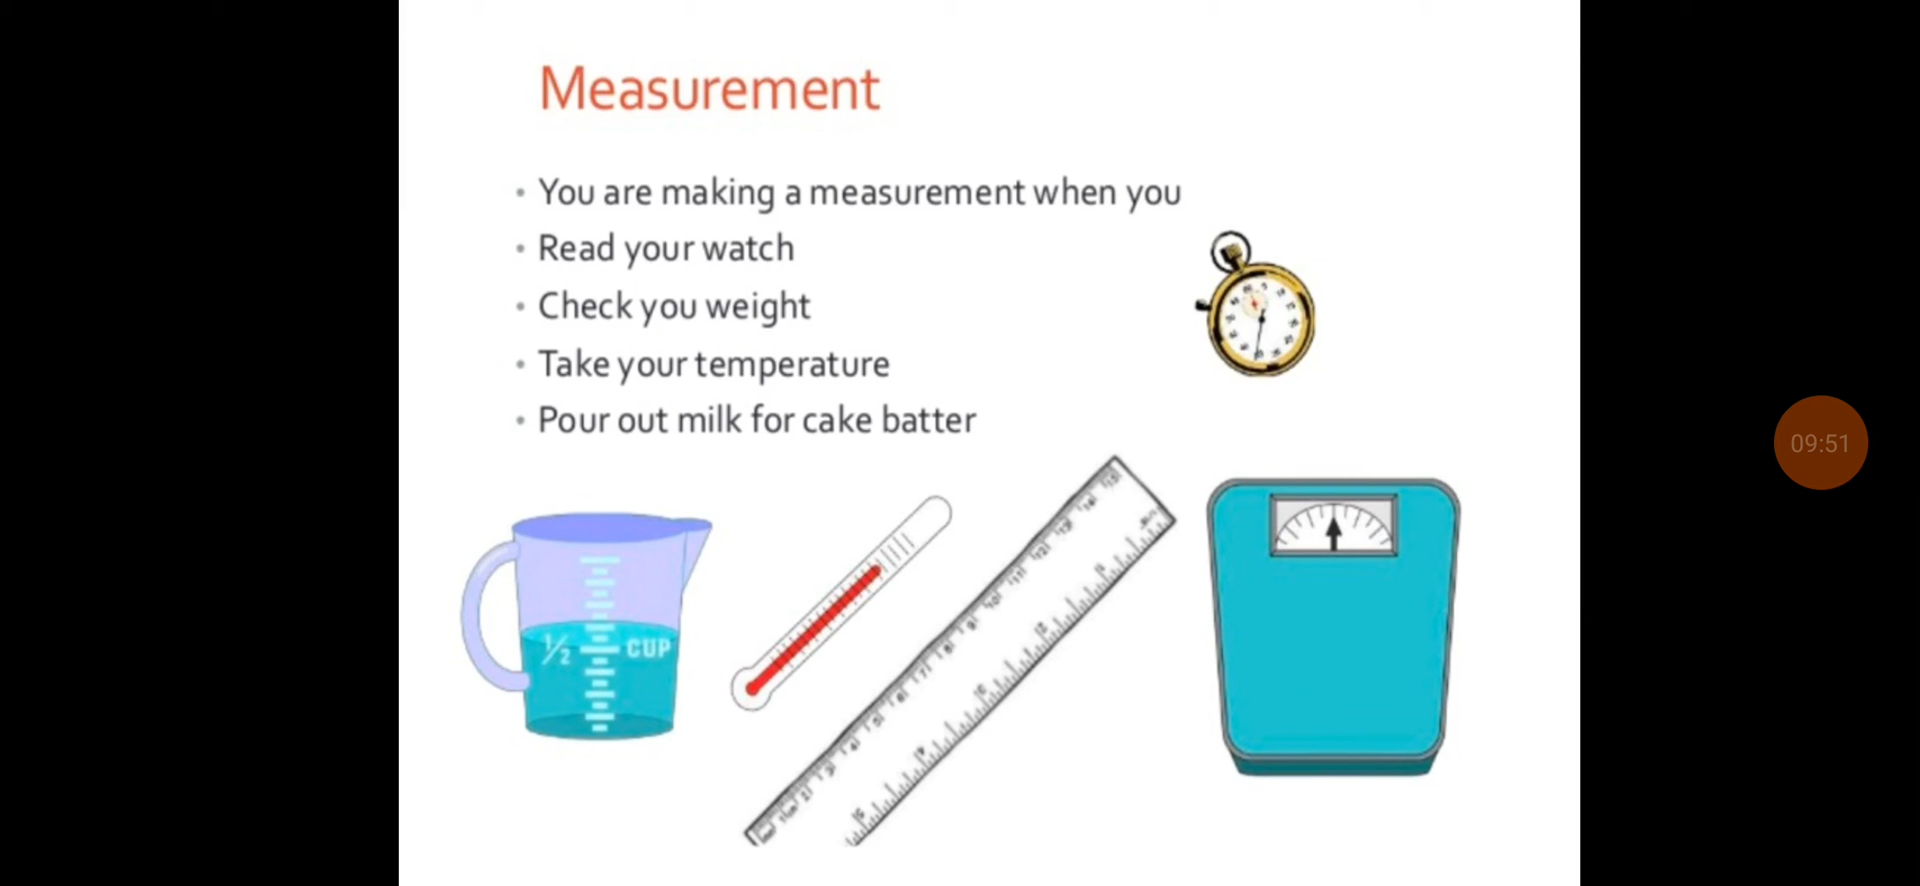 Measurement
• You are making a measurement when you
• Read your watch
• Check you weight
• Take your temperature
• Pour out milk for cake batter
09:51
½ CUP